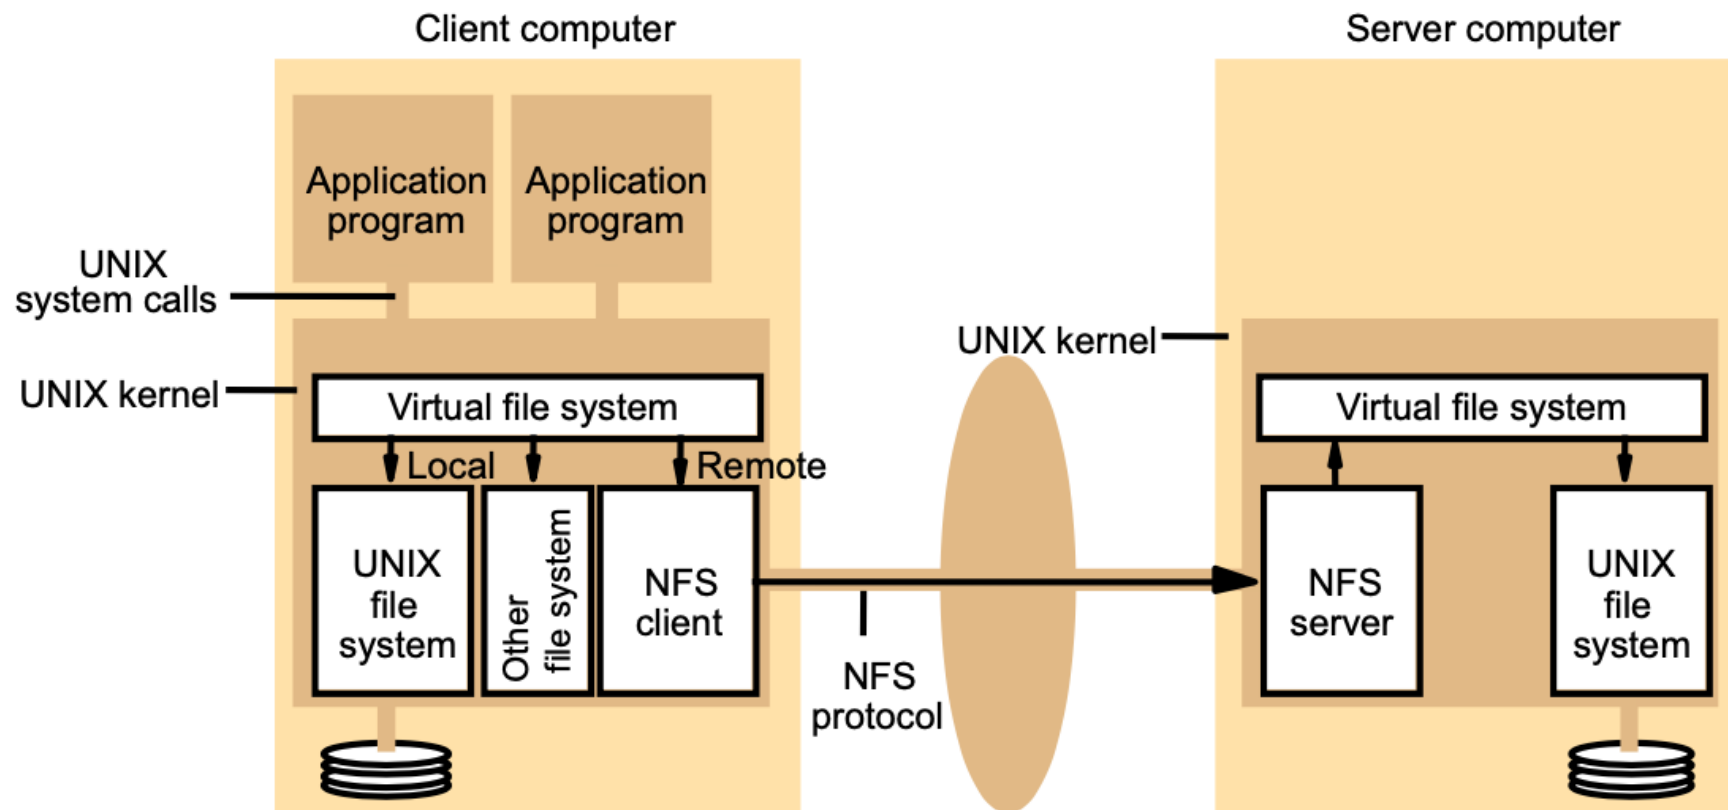 Client computer
Server computer
Application
program
Application
program
UNIX
system calls
UNIX kernel
Virtual file system
Local
Remote
UNIX
file
system
Other
file system
NFS
client
NFS
protocol
UNIX kernel
Virtual file system
NFS
server
UNIX
file
system